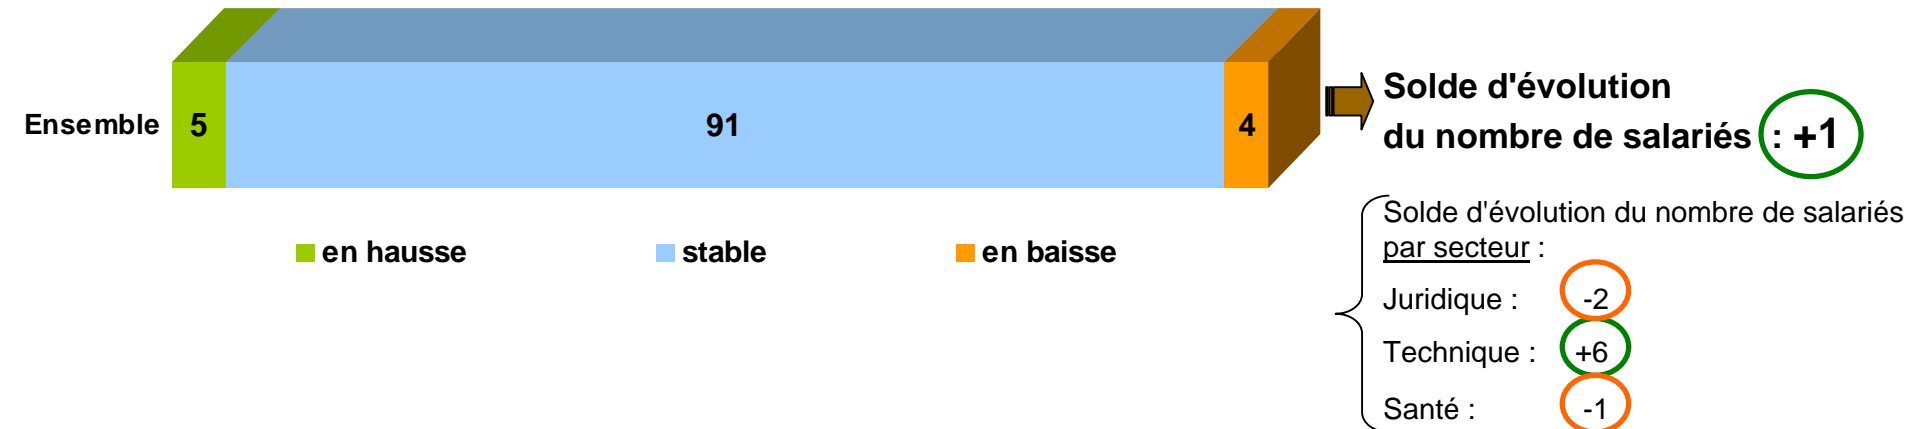 Ensemble 5 91 4
en hausse stable en baisse
Solde d'évolution
du nombre de salariés : +1
Solde d'évolution du nombre de salariés
par secteur :
Juridique : -2
Technique : +6
Santé : -1